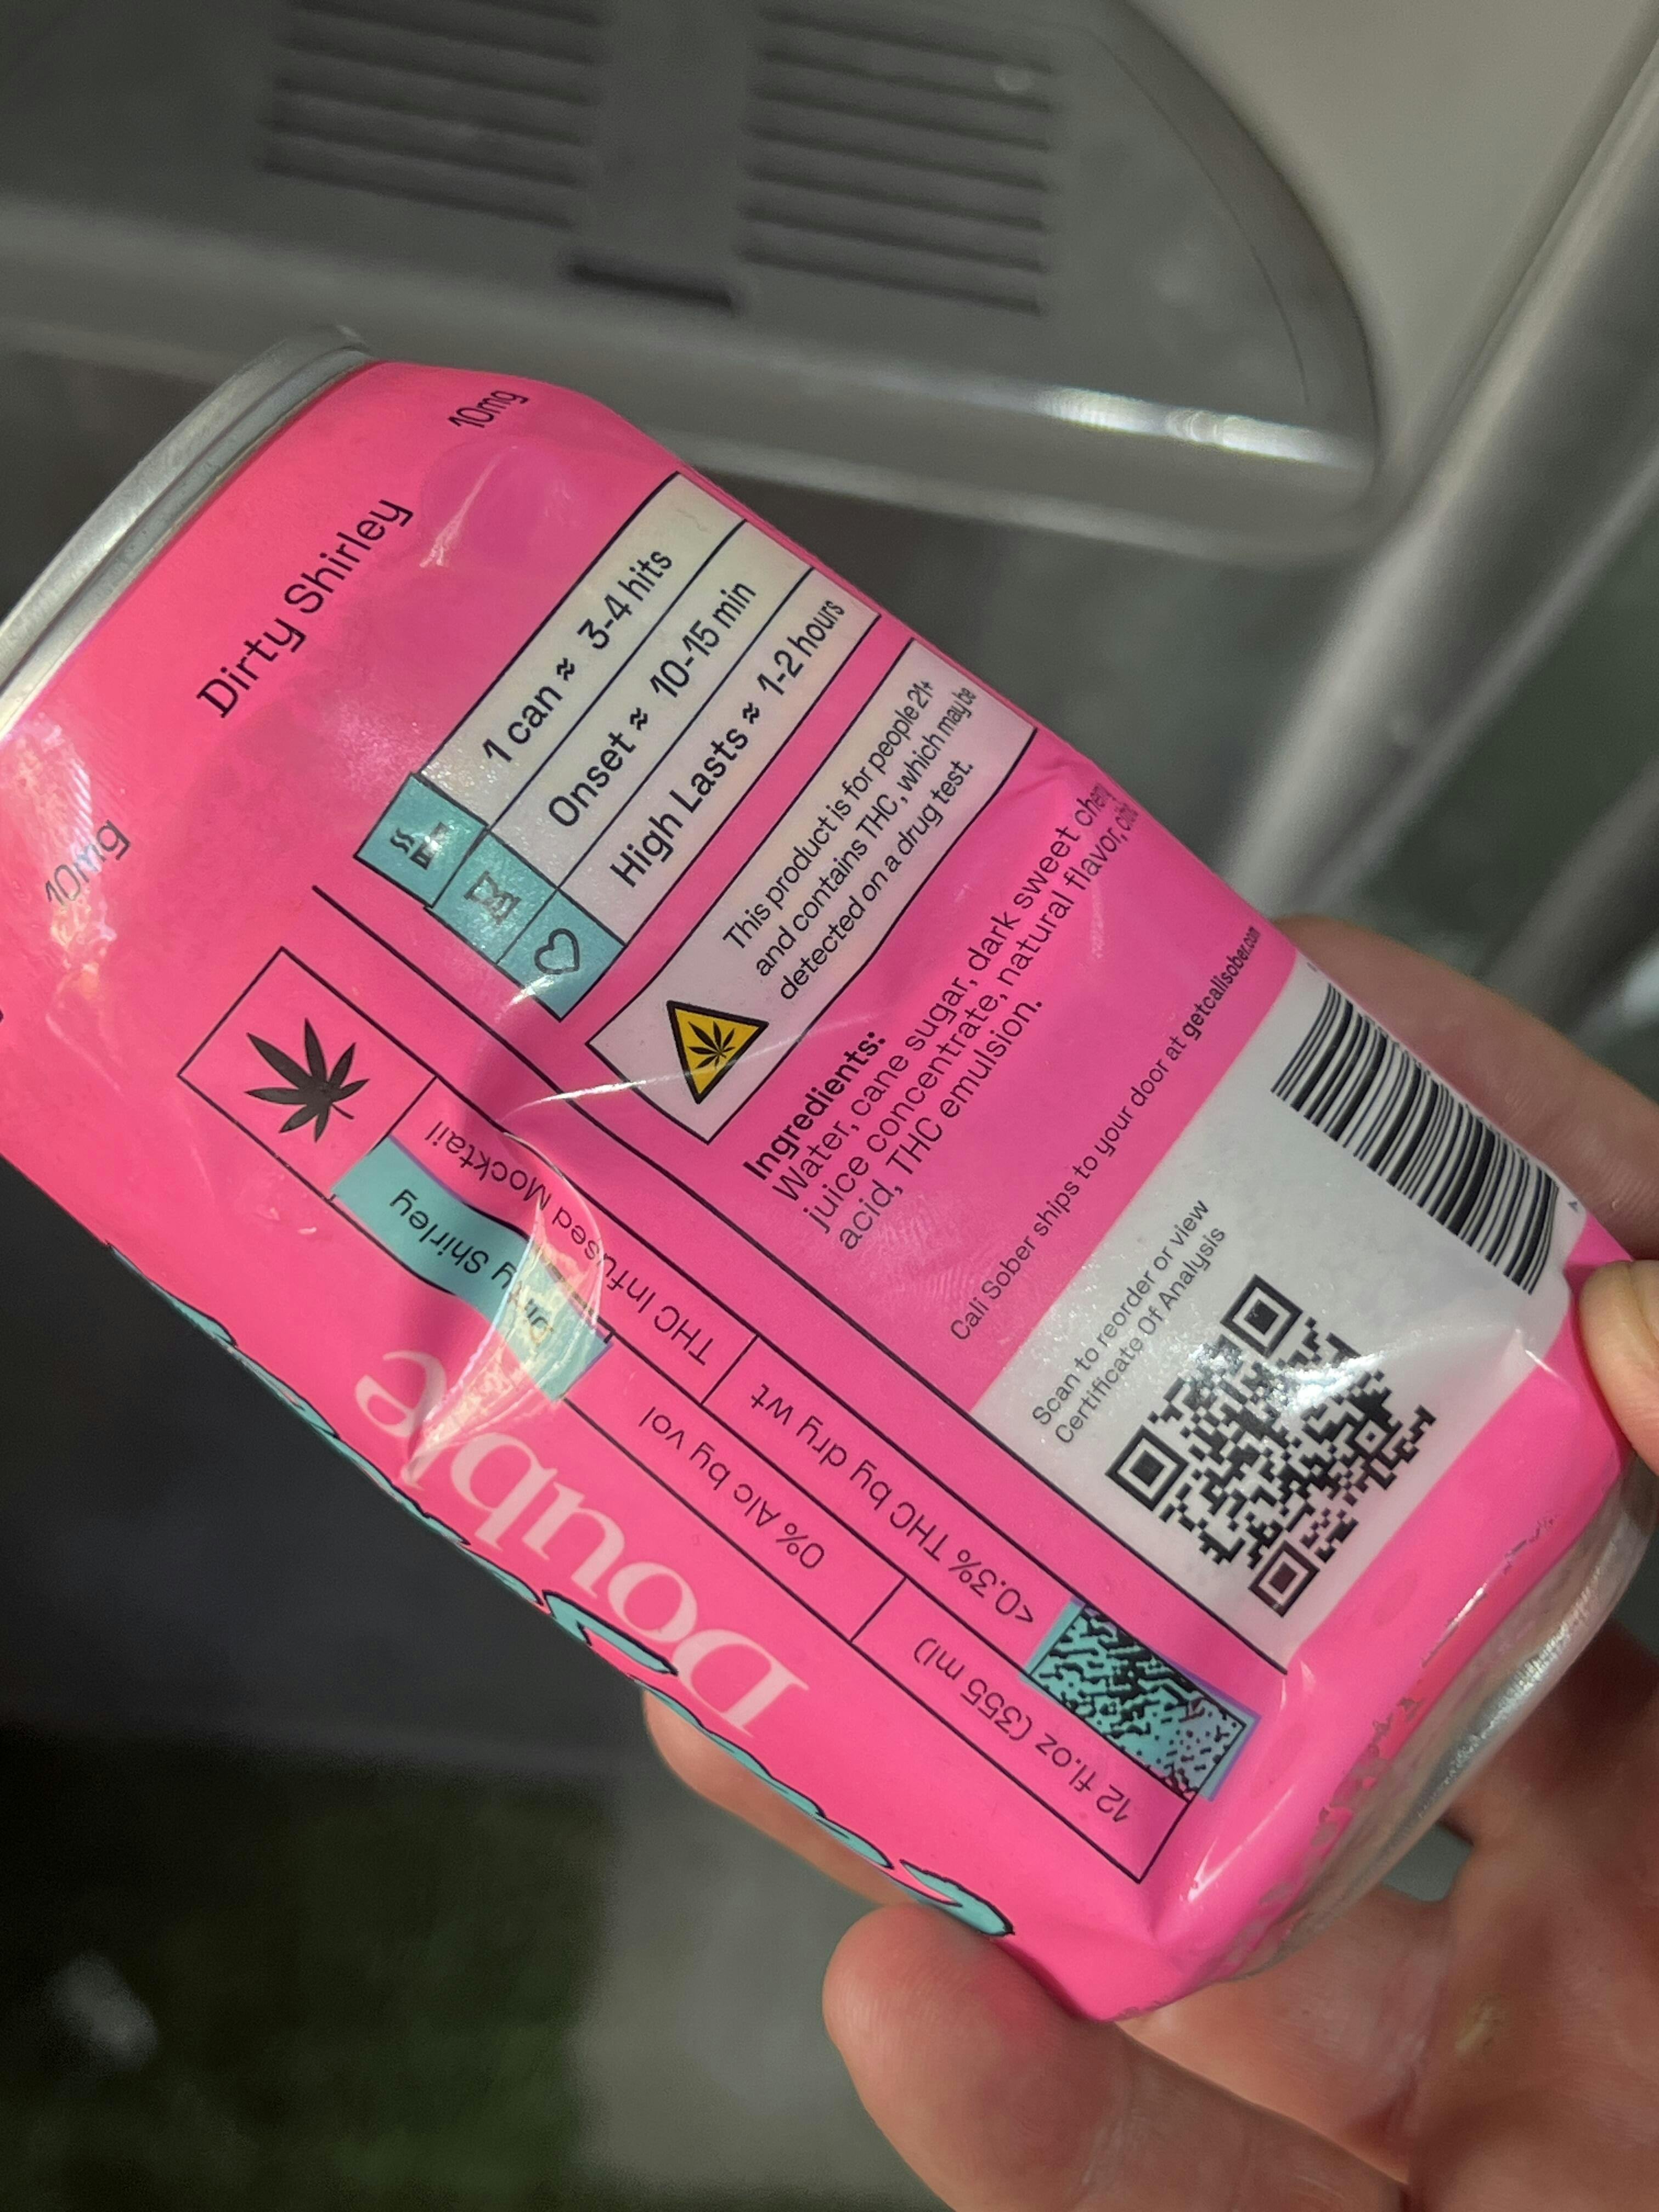 10mg
Dirty Shirley
10mg
1 can ≈ 3-4 hits
Onset ≈ 10-15 min
High Lasts ≈ 1-2 hours
This product is for people 21+
and contains THC, which may be
detected on a drug test.
Ingredients:
Water, cane sugar, dark sweet cherry
juice concentrate, natural flavor,
acid, THC emulsion.
Cali Sober ships to your door at getcalisober.com
Scan to reorder or view
Certificate Of Analysis
Double
Shirley
THC Infused Mocktail
0% Alc by vol
<0.3% THC by dry wt
12 fl.oz (355 ml)